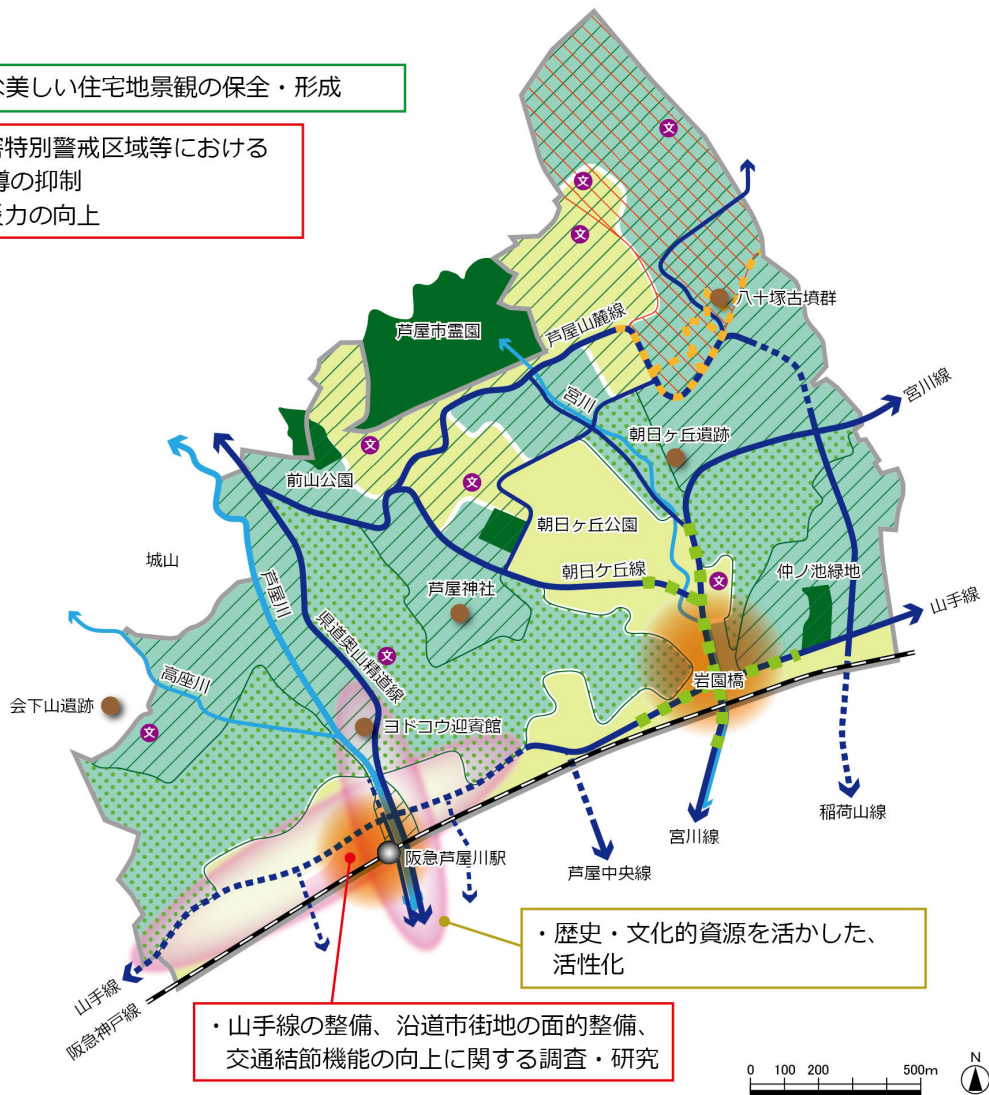 な美しい住宅地景観の保全・形成
害特別警戒区域等における
導の抑制
災力の向上
文
文
文
八十塚古墳群
芦屋市霊園
芦屋山麓線
宮川
宮川線
朝日ヶ丘遺跡
文
文
前山公園
朝日ヶ丘公園
城山
芦屋川
朝日ケ丘線
文
仲ノ池緑地
芦屋神社
山手線
県道奥山精道線
文
高座川
岩園橋
会下山遺跡
文
ヨドコウ迎賓館
稲荷山線
宮川線
阪急芦屋川駅
芦屋中央線
・歴史・文化的資源を活かした、
活性化
山手線
阪急神戸線
・山手線の整備、沿道市街地の面的整備、
交通結節機能の向上に関する調査・研究
0 100 200 500m
N